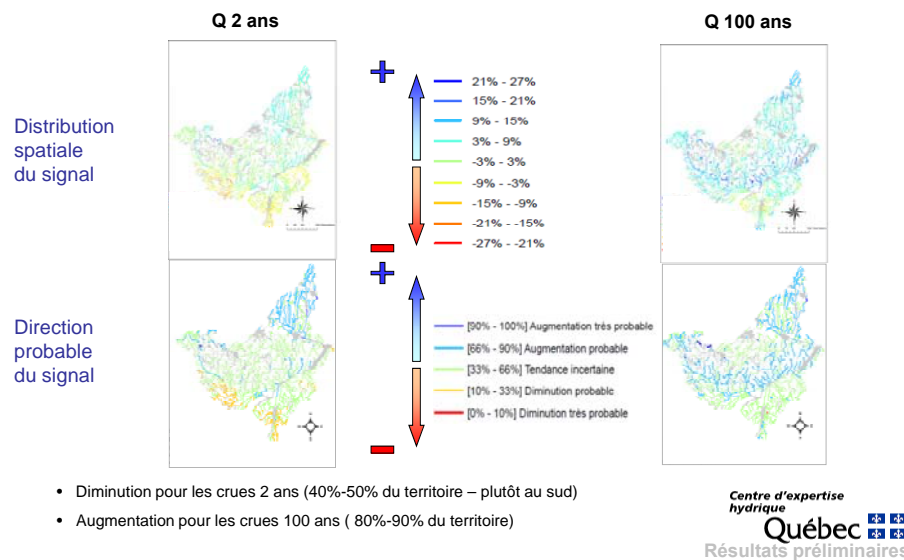 Q 2 ans
Q 100 ans
Distribution
spatiale
du signal
21% - 27%
15% - 21%
9% - 15%
3% - 9%
-3% - 3%
-9% - -3%
-15% - -9%
-21% - -15%
-27% - -21%
Direction
probable
du signal
[90% - 100%] Augmentation très probable
[66% - 90%] Augmentation probable
[33% - 66%] Tendance incertaine
[10% - 33%] Diminution probable
[0% - 10%] Diminution très probable
• Diminution pour les crues 2 ans (40%-50% du territoire – plutôt au sud)
• Augmentation pour les crues 100 ans ( 80%-90% du territoire)
Centre d'expertise
hydrique
Québec
Résultats préliminaires